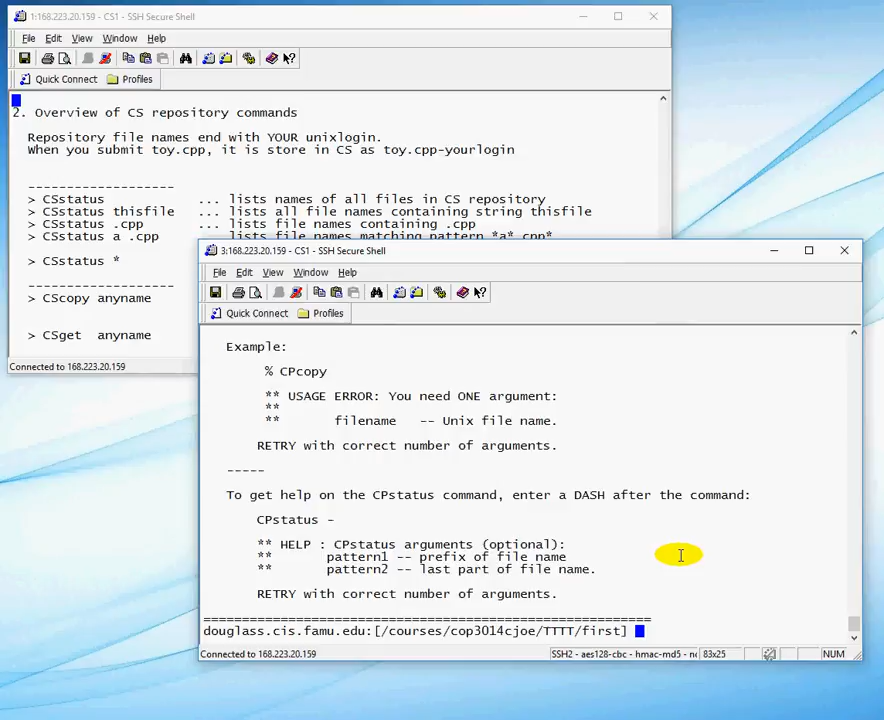 1:168.223.20.159 - CS1 - SSH Secure Shell
File Edit View Window Help
Quick Connect Profiles
2. Overview of CS repository commands
Repository file names end with YOUR unixlogin.
When you submit toy.cpp, it is store in CS as toy.cpp-yourlogin
-------------------
> CSstatus ... lists names of all files in CS repository
> CSstatus thisfile ... lists all file names containing string thisfile
> CSstatus .cpp ... lists file names containing .cpp
> CSstatus a .cpp lists file names matching pattern *a*.cpp*
> CSstatus *
-------------------
> CScopy anyname
> CSget anyname
Connected to 168.223.20.159
3:168.223.20.159 - CS1 - SSH Secure Shell
File Edit View Window Help
Quick Connect Profiles
Example:
% CPcopy
** USAGE ERROR: You need ONE argument:
**
** filename -- Unix file name.
RETRY with correct number of arguments.
-----
To get help on the CPstatus command, enter a DASH after the command:
CPstatus -
** HELP : CPstatus arguments (optional):
** pattern1 -- prefix of file name
** pattern2 -- last part of file name.
RETRY with correct number of arguments.
==========================================================
douglass.cis.famu.edu:[/courses/cop3014cjoe/TTTT/first]
Connected to 168.223.20.159 SSH2 - aes128-cbc - hmac-md5 - nc 83x25 NUM